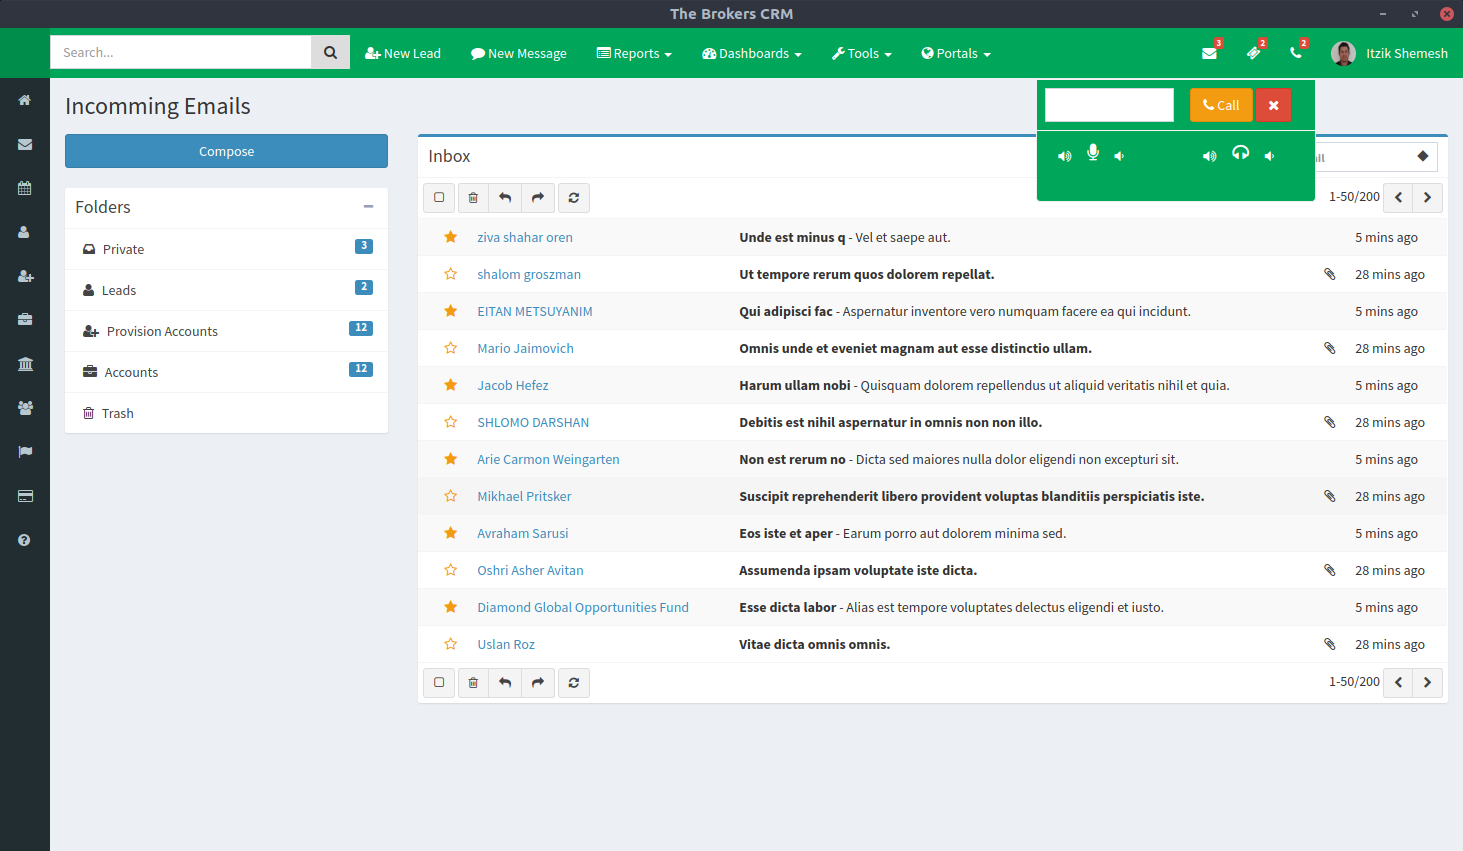 The Brokers CRM
Search...
New Lead
New Message
Reports
Dashboards
Tools
Portals
3
2
2
Itzik Shemesh
Call
Incomming Emails
Compose
Folders
Private 3
Leads 2
Provision Accounts 12
Accounts 12
Trash
Inbox
1-50/200
ziva shahar oren Unde est minus q - Vel et saepe aut. 5 mins ago
shalom groszman Ut tempore rerum quos dolorem repellat. 28 mins ago
EITAN METSUYANIM Qui adipisci fac - Aspernatur inventore vero numquam facere ea qui incidunt. 5 mins ago
Mario Jaimovich Omnis unde et eveniet magnam aut esse distinctio ullam. 28 mins ago
Jacob Hefez Harum ullam nobi - Quisquam dolorem repellendus ut aliquid veritatis nihil et quia. 5 mins ago
SHLOMO DARSHAN Debitis est nihil aspernatur in omnis non non illo. 28 mins ago
Arie Carmon Weingarten Non est rerum no - Dicta sed maiores nulla dolor eligendi non excepturi sit. 5 mins ago
Mikhael Pritsker Suscipit reprehenderit libero provident voluptas blanditiis perspiciatis iste. 28 mins ago
Avraham Sarusi Eos iste et aper - Earum porro aut dolorem minima sed. 5 mins ago
Oshri Asher Avitan Assumenda ipsam voluptate iste dicta. 28 mins ago
Diamond Global Opportunities Fund Esse dicta labor - Alias est tempore voluptates delectus eligendi et iusto. 5 mins ago
Uslan Roz Vitae dicta omnis omnis. 28 mins ago
1-50/200